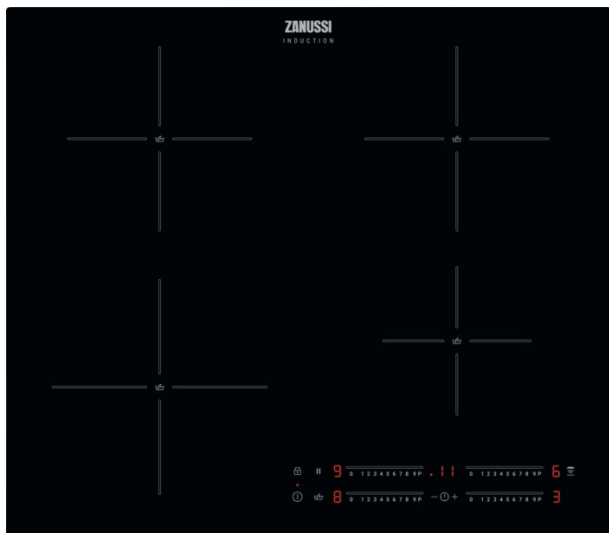 ZANUSSI
INDUCTION
9 0 1 2 3 4 5 6 7 8 9 P .11 0 1 2 3 4 5 6 7 8 9 P 6
8 0 1 2 3 4 5 6 7 8 9 P − + 0 1 2 3 4 5 6 7 8 9 P 3